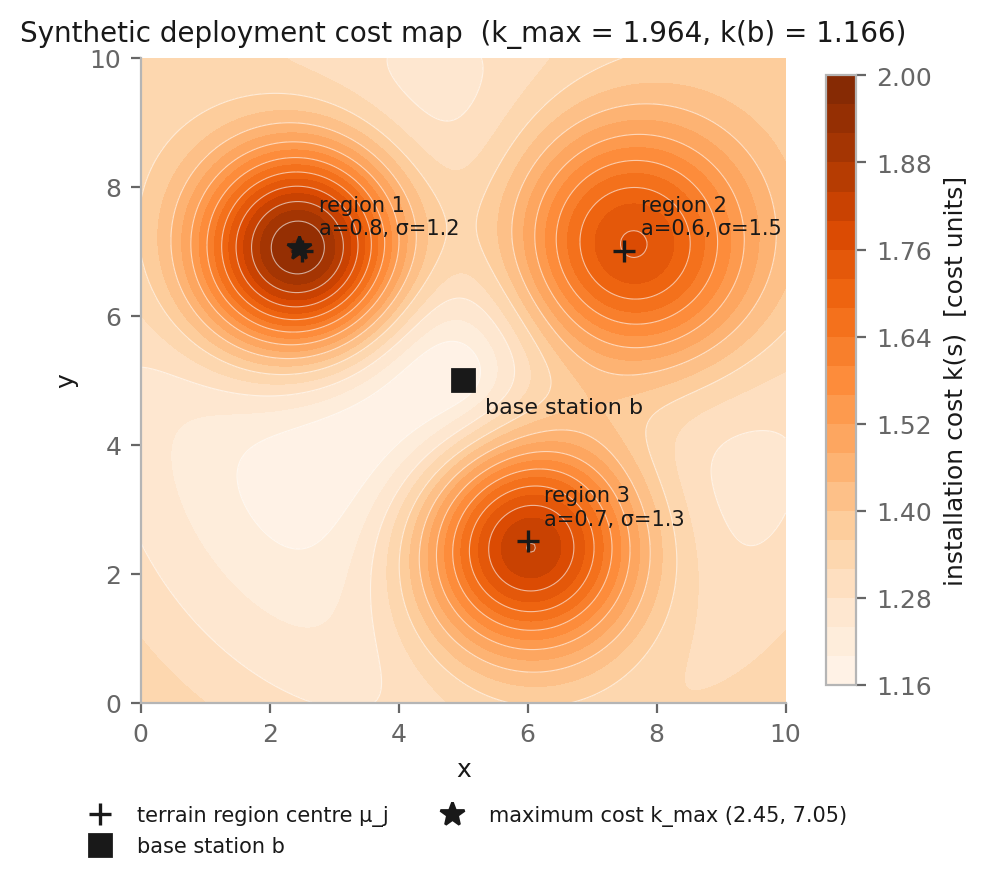 Synthetic deployment cost map  (k_max = 1.964, k(b) = 1.166)
10
8
6
4
2
0
y
0
2
4
6
8
10
x
region 1
a=0.8, σ=1.2
region 2
a=0.6, σ=1.5
base station b
region 3
a=0.7, σ=1.3
2.00
1.88
1.76
1.64
1.52
1.40
1.28
1.16
installation cost k(s)  [cost units]
terrain region centre μ_j
base station b
maximum cost k_max (2.45, 7.05)